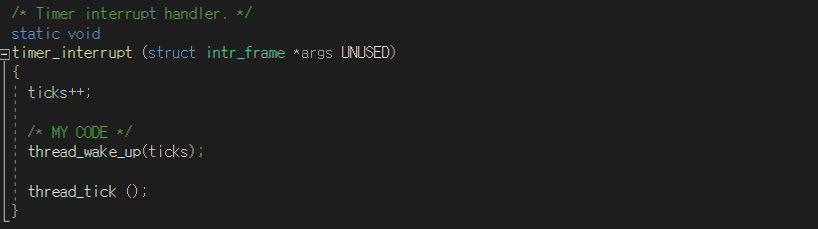 /* Timer interrupt handler. */
static void
timer_interrupt (struct intr_frame *args UNUSED)
{
ticks++;
/* MY CODE */
thread_wake_up(ticks);
thread_tick ();
}